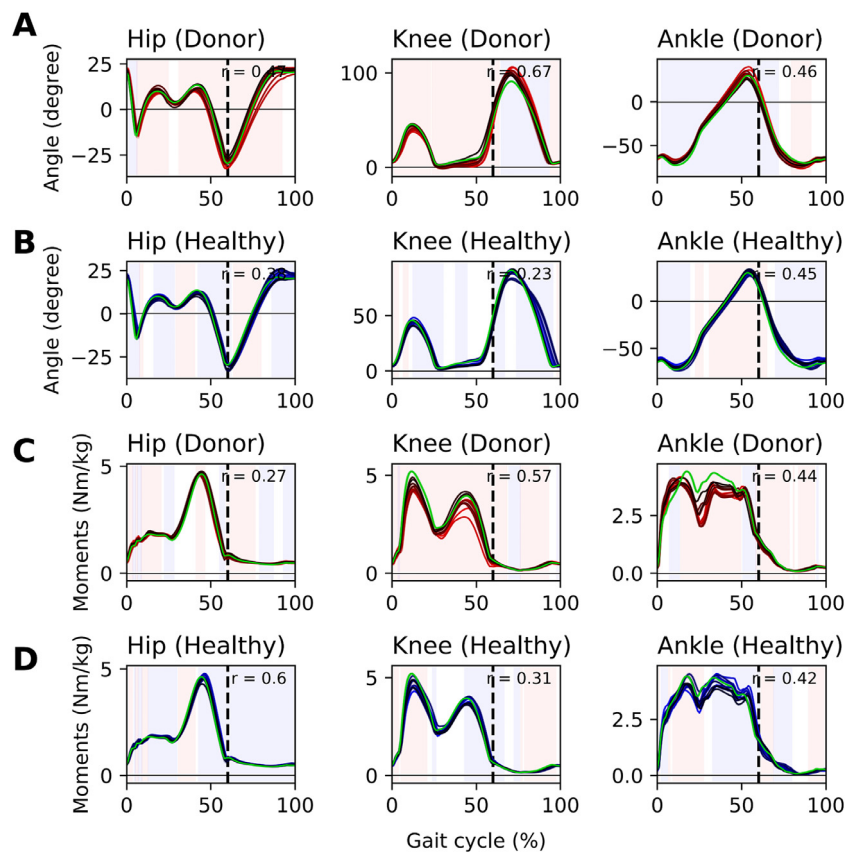 A
Hip (Donor) Knee (Donor) Ankle (Donor)
Angle (degree)
25
0
−25
r = 0.47
0 50 100
100
0
r = 0.67
0 50 100
0
−50
r = 0.46
0 50 100
B
Hip (Healthy) Knee (Healthy) Ankle (Healthy)
Angle (degree)
25
0
−25
0 50 100
50
0
r = 0.23
0 50 100
0
−50
r = 0.45
0 50 100
C
Hip (Donor) Knee (Donor) Ankle (Donor)
Moments (Nm/kg)
5
0
r = 0.27
0 50 100
5
0
r = 0.57
0 50 100
2.5
0.0
r = 0.44
0 50 100
D
Hip (Healthy) Knee (Healthy) Ankle (Healthy)
Moments (Nm/kg)
5
0
r = 0.6
0 50 100
5
0
r = 0.31
0 50 100
2.5
0.0
r = 0.42
0 50 100
Gait cycle (%)